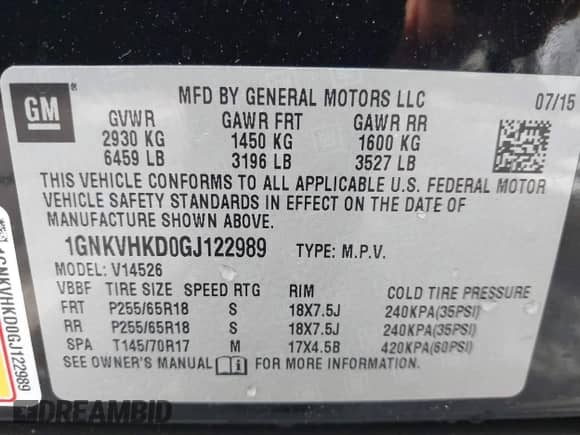 GM
MFD BY GENERAL MOTORS LLC 07/15
GVWR GAWR FRT GAWR RR
2930 KG 1450 KG 1600 KG
6459 LB 3196 LB 3527 LB
THIS VEHICLE CONFORMS TO ALL APPLICABLE U.S. FEDERAL MOTOR
VEHICLE SAFETY STANDARDS IN EFFECT ON THE DATE OF
MANUFACTURE SHOWN ABOVE.
1GNKVHKD0GJ122989 TYPE: M.P.V.
MODEL: V14526
VBBF TIRE SIZE SPEED RTG RIM COLD TIRE PRESSURE
FRT P255/65R18 S 18X7.5J 240KPA(35PSI)
RR P255/65R18 S 18X7.5J 240KPA(35PSI)
SPA T145/70R17 M 17X4.5B 420KPA(60PSI)
SEE OWNER'S MANUAL FOR MORE INFORMATION.
1GNKVHKD0GJ122989
DREAMBID